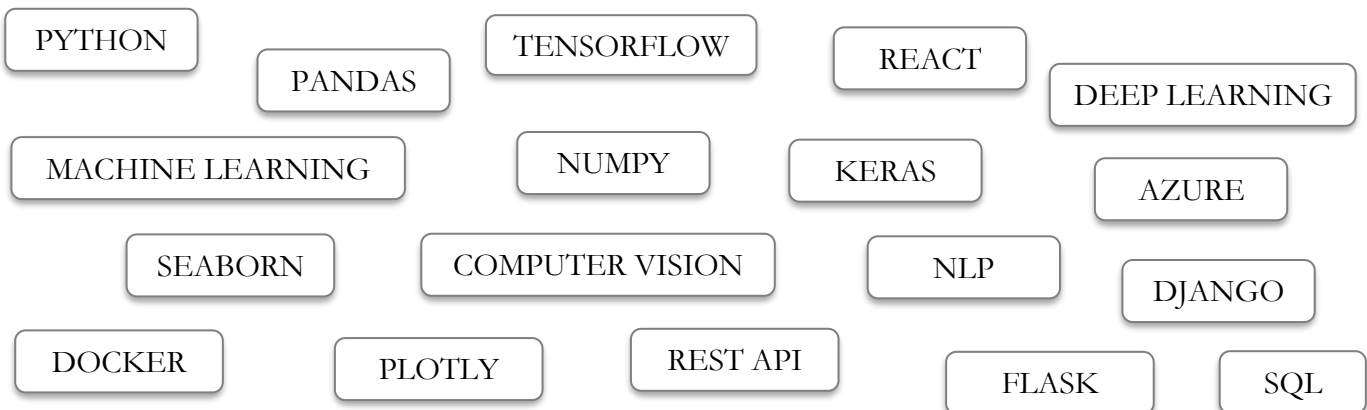 PYTHON
PANDAS
TENSORFLOW
REACT
DEEP LEARNING
MACHINE LEARNING
NUMPY
KERAS
AZURE
SEABORN
COMPUTER VISION
NLP
DJANGO
DOCKER
PLOTLY
REST API
FLASK
SQL